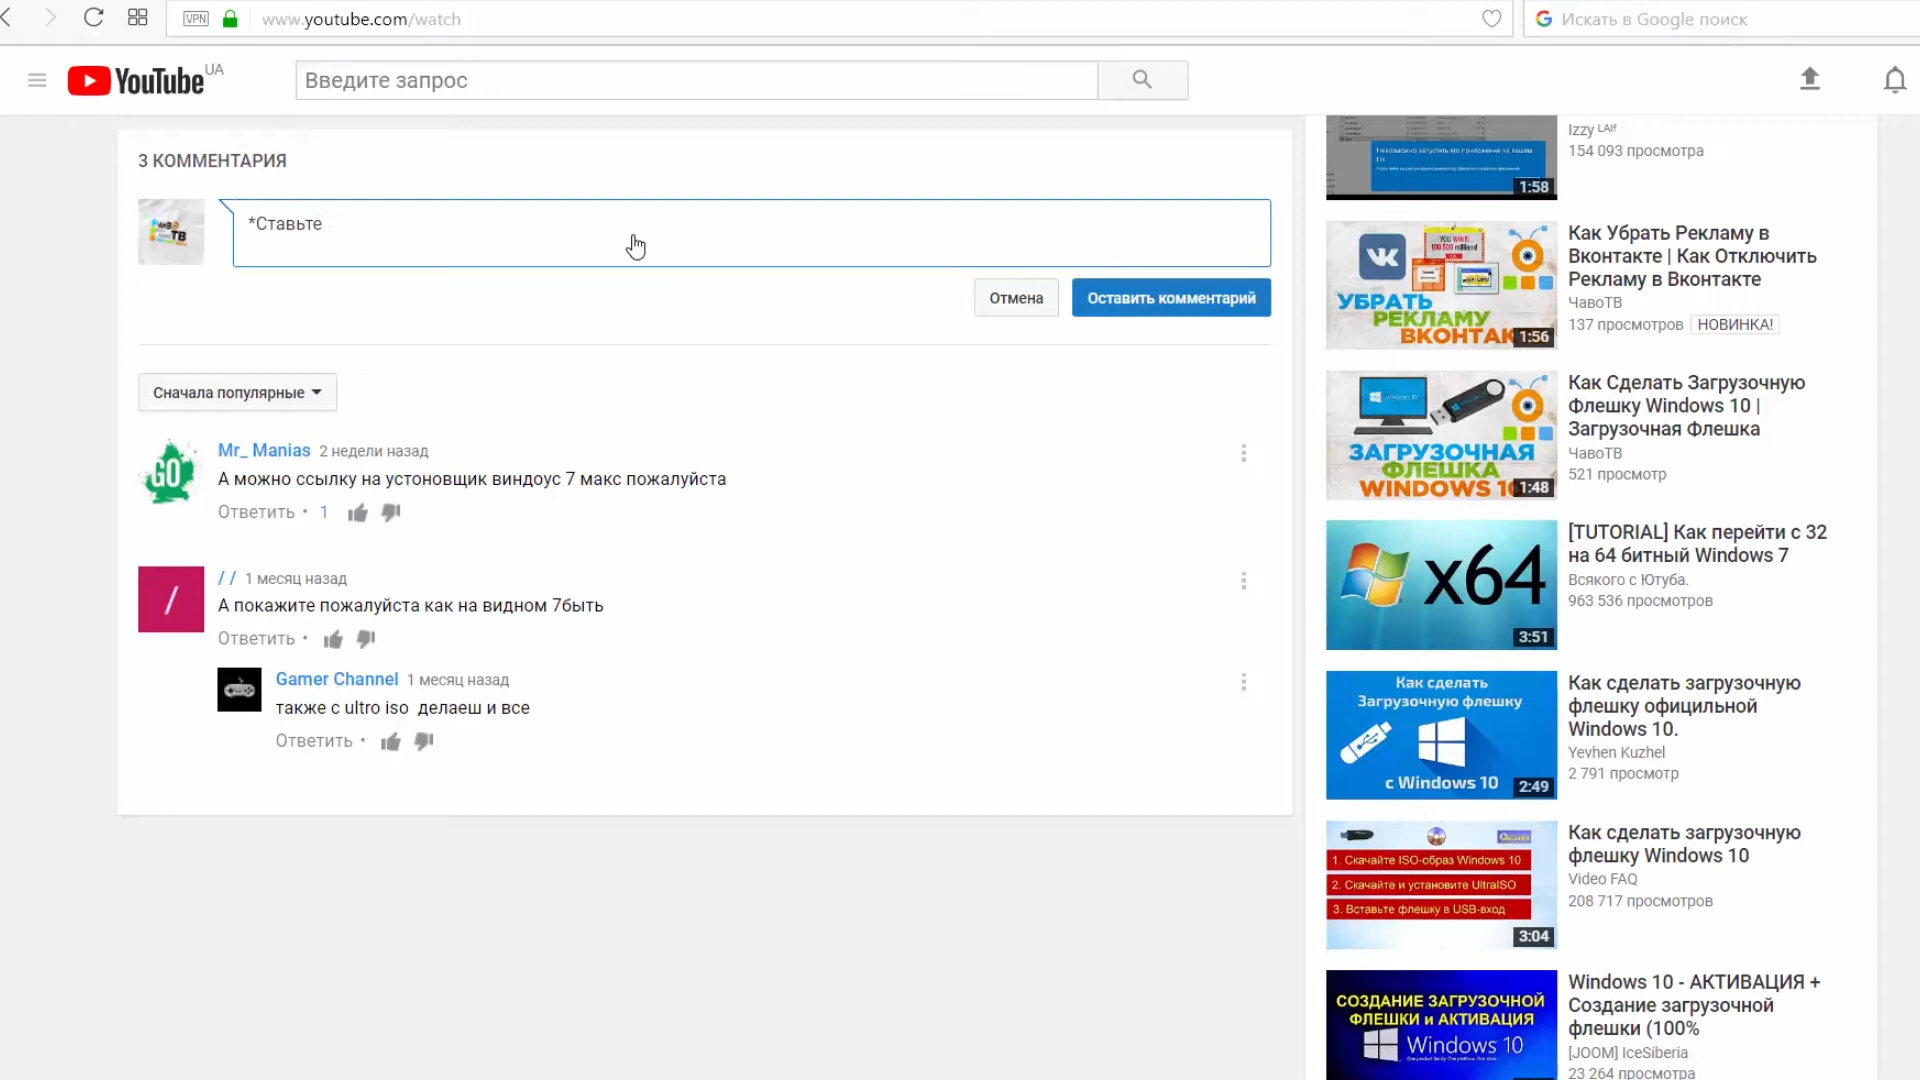 VPN
www.youtube.com/watch
Искать в Google поиск
YouTube UA
Введите запрос
3 КОММЕНТАРИЯ
*Ставьте
Отмена
Оставить комментарий
Сначала популярные
GO
Mr_ Manias 2 недели назад
А можно ссылку на устоновщик виндоус 7 макс пожалуйста
Ответить • 1
/
/ / 1 месяц назад
А покажите пожалуйста как на видном 7быть
Ответить •
Gamer Channel 1 месяц назад
также с ultro iso делаеш и все
Ответить •
1:58
Izzy LAlf
154 093 просмотра
УБРАТЬ
РЕКЛАМУ
ВКОНТАК
1:56
Как Убрать Рекламу в
Вконтакте | Как Отключить
Рекламу в Вконтакте
ЧавоТВ
137 просмотров НОВИНКА!
ЗАГРУЗОЧНАЯ
ФЛЕШКА
WINDOWS 10
1:48
Как Сделать Загрузочную
Флешку Windows 10 |
Загрузочная Флешка
ЧавоТВ
521 просмотр
x64
3:51
[TUTORIAL] Как перейти с 32
на 64 битный Windows 7
Всякого с Ютуба.
963 536 просмотров
Как сделать
Загрузочную флешку
с Windows 10
2:49
Как сделать загрузочную
флешку официльной
Windows 10.
Yevhen Kuzhel
2 791 просмотр
1. Скачайте ISO-образ Windows 10
2. Скачайте и установите UltraISO
3. Вставьте флешку в USB-вход
3:04
Как сделать загрузочную
флешку Windows 10
Video FAQ
208 717 просмотров
СОЗДАНИЕ ЗАГРУЗОЧНОЙ
ФЛЕШКИ и АКТИВАЦИЯ
Windows 10
Windows 10 - АКТИВАЦИЯ +
Создание загрузочной
флешки (100%
[JOOM] IceSiberia
23 264 просмотра